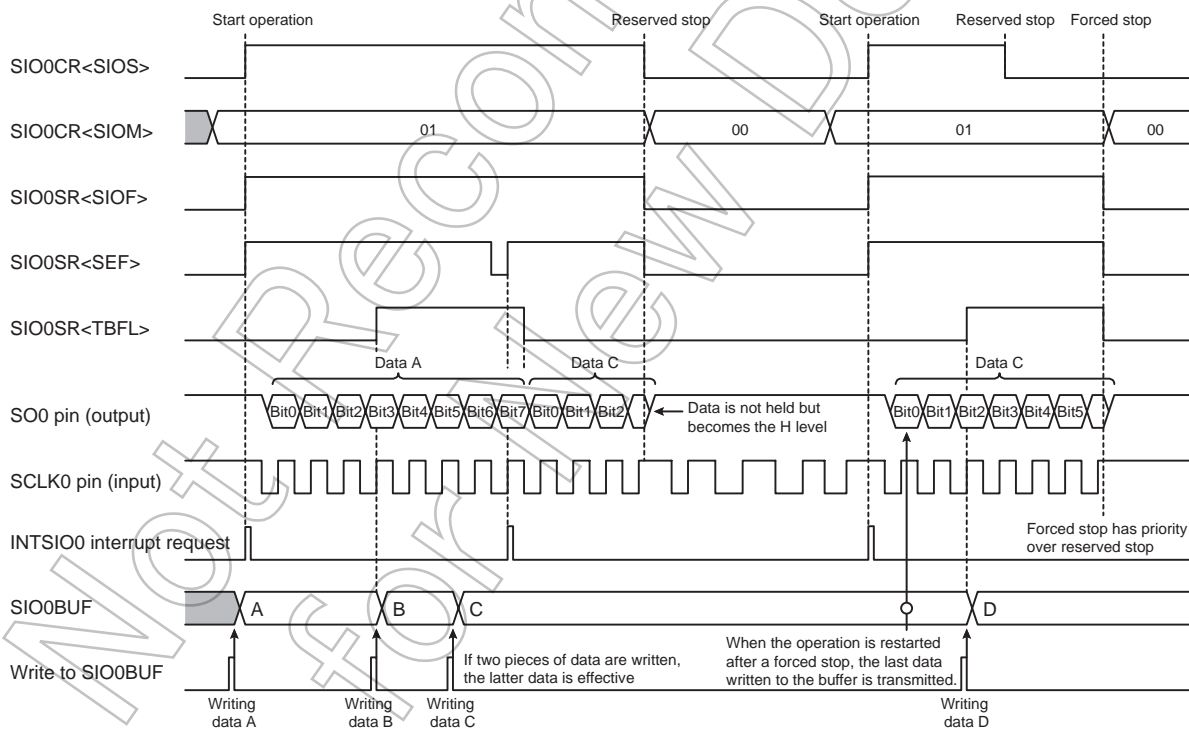 Start operation Reserved stop Start operation Reserved stop Forced stop
SIO0CR<SIOS>
SIO0CR<SIOM> 01 00 01 00
SIO0SR<SIOF>
SIO0SR<SEF>
SIO0SR<TBFL>
Data A Data C Data C
SO0 pin (output) Bit0 Bit1 Bit2 Bit3 Bit4 Bit5 Bit6 Bit7 Bit0 Bit1 Bit2 Bit0 Bit1 Bit2 Bit3 Bit4 Bit5
Data is not held but
becomes the H level
SCLK0 pin (input)
INTSIO0 interrupt request
Forced stop has priority
over reserved stop
SIO0BUF A B C D
Write to SIO0BUF
If two pieces of data are written,
the latter data is effective
When the operation is restarted
after a forced stop, the last data
written to the buffer is transmitted.
Writing
data A
Writing
data B
Writing
data C
Writing
data D
Not Recom
for New D